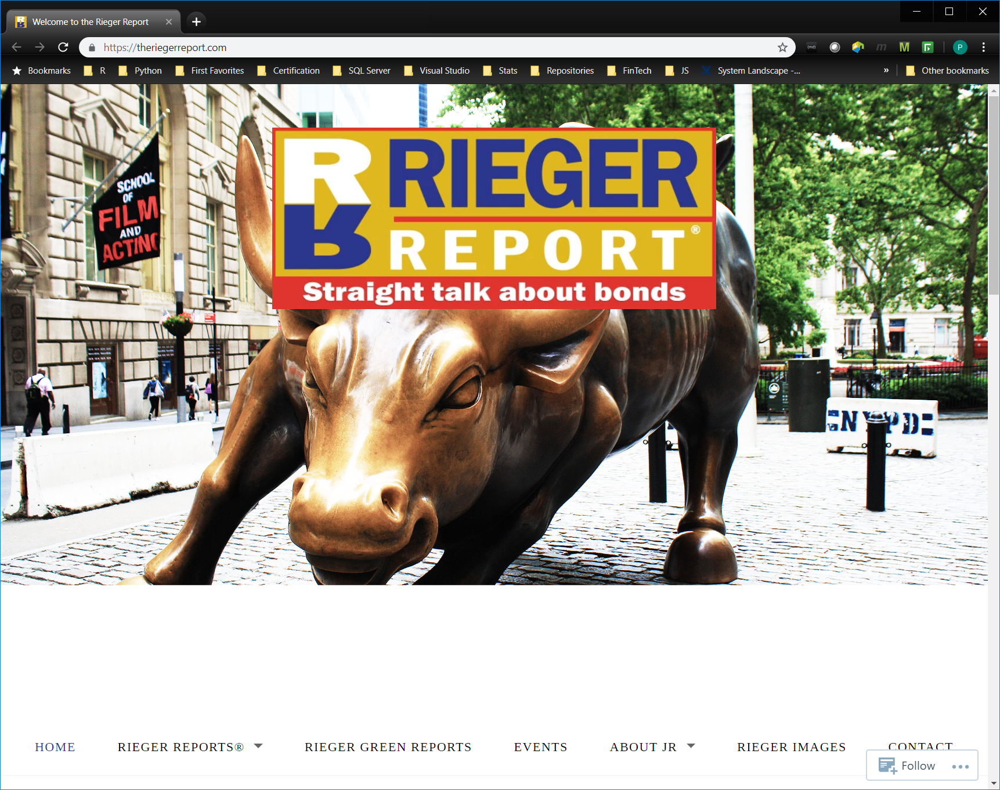 Welcome to the Rieger Report
https://theriegerreport.com
(md) m M P
Bookmarks R Python First Favorites Certification SQL Server Visual Studio Stats Repositories FinTech JS System Landscape -... » Other bookmarks
SCHOOL
OF
FILM
AND
ACTING
R RIEGER
R REPORT®
Straight talk about bonds
NYPD
HOME RIEGER REPORTS® RIEGER GREEN REPORTS EVENTS ABOUT JR RIEGER IMAGES CONTACT
Follow •••